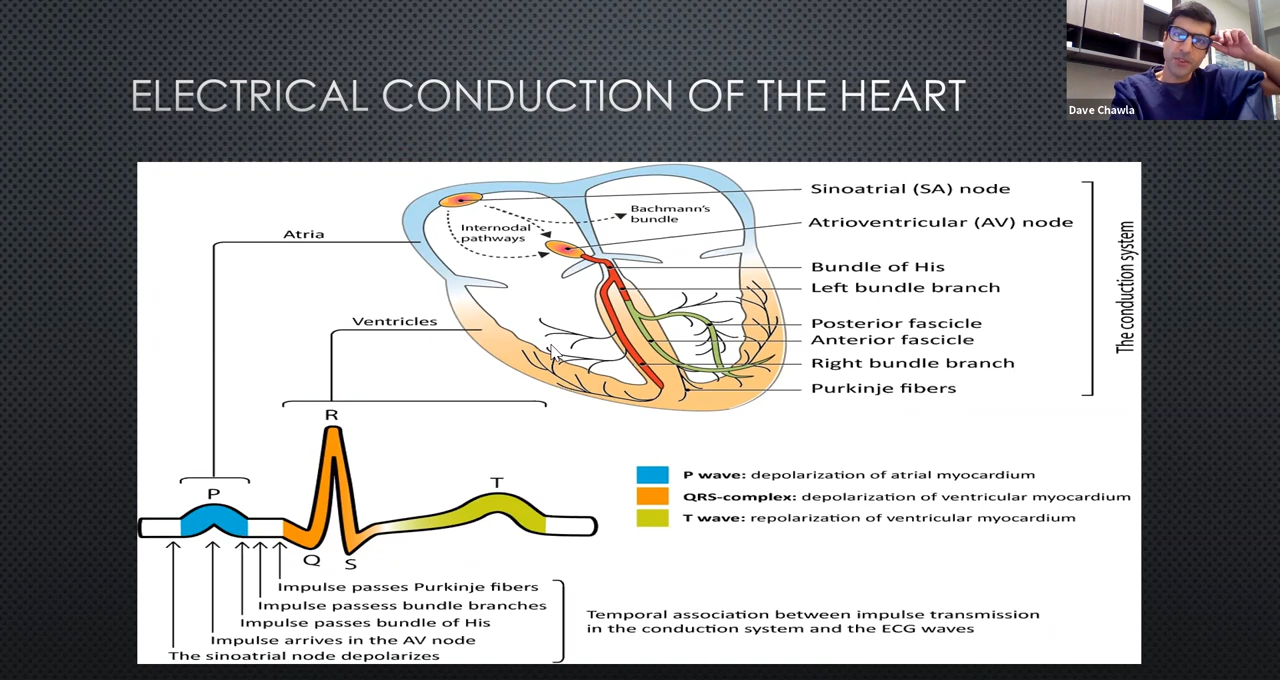 Dave Chawla
ELECTRICAL CONDUCTION OF THE HEART
Sinoatrial (SA) node
Atrioventricular (AV) node
Bachmann's
bundle
Internodal
pathways
Atria
Bundle of His
Left bundle branch
Ventricles
Posterior fascicle
Anterior fascicle
Right bundle branch
Purkinje fibers
The conduction system
R
P
T
Q
S
P wave: depolarization of atrial myocardium
QRS-complex: depolarization of ventricular myocardium
T wave: repolarization of ventricular myocardium
Impulse passes Purkinje fibers
Impulse passess bundle branches
Impulse passes bundle of His
Impulse arrives in the AV node
The sinoatrial node depolarizes
Temporal association between impulse transmission
in the conduction system and the ECG waves